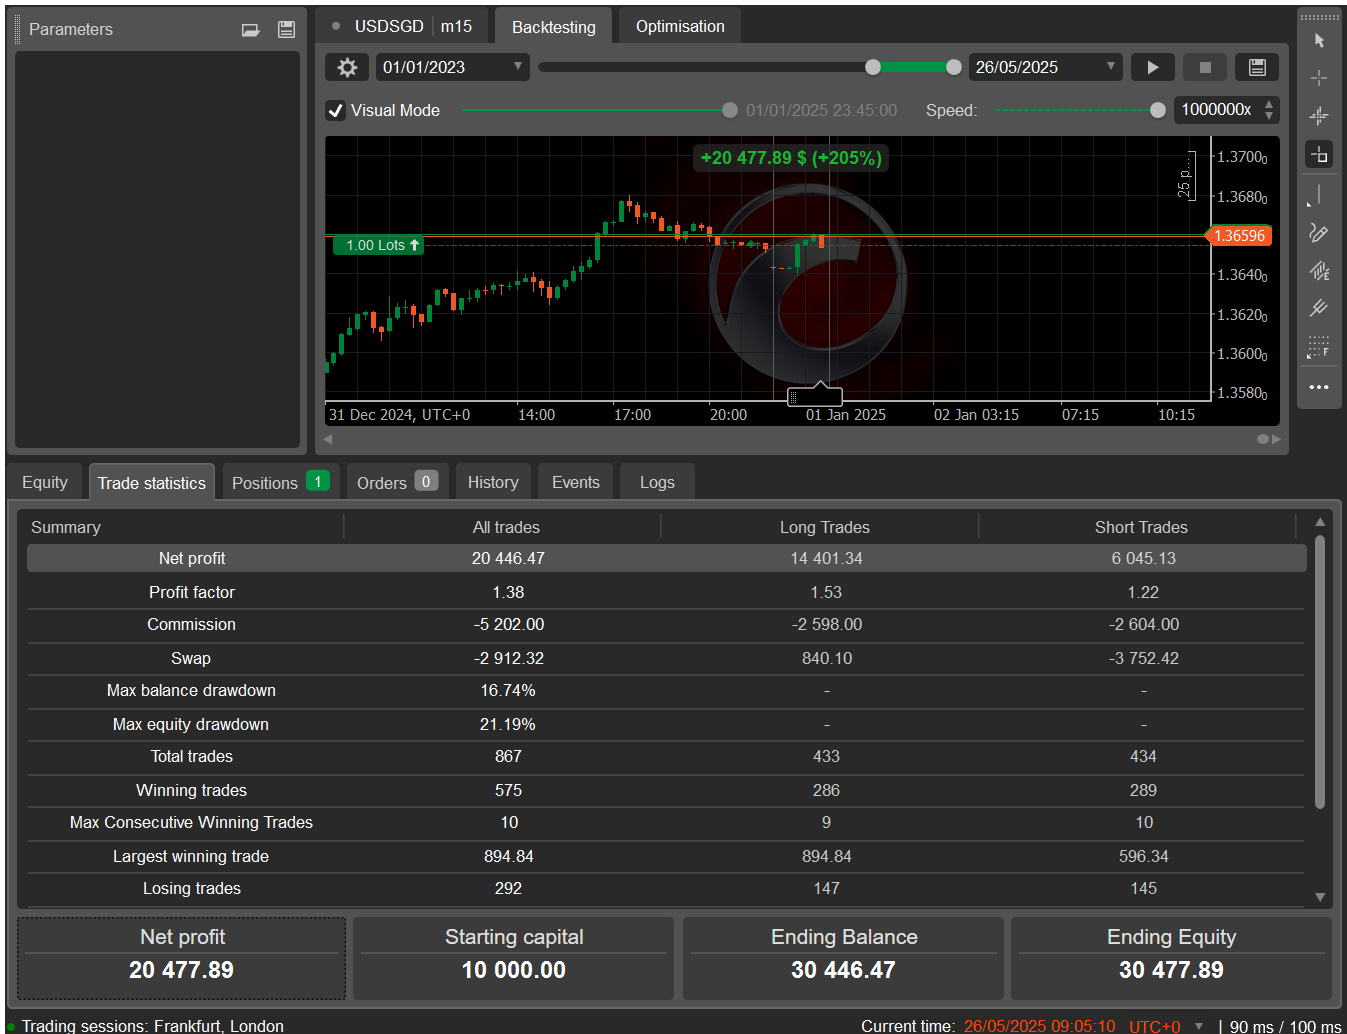 Parameters
USDSGD | m15
Backtesting
Optimisation
01/01/2023
26/05/2025
Visual Mode
01/01/2025 23:45:00
Speed:
1000000x
+20 477.89 $ (+205%)
25 p...
1.00 Lots
1.37000
1.36800
1.36596
1.36400
1.36200
1.36000
1.35800
31 Dec 2024, UTC+0
14:00
17:00
20:00
01 Jan 2025
02 Jan 03:15
07:15
10:15
Equity
Trade statistics
Positions 1
Orders 0
History
Events
Logs
Summary All trades Long Trades Short Trades
Net profit 20 446.47 14 401.34 6 045.13
Profit factor 1.38 1.53 1.22
Commission -5 202.00 -2 598.00 -2 604.00
Swap -2 912.32 840.10 -3 752.42
Max balance drawdown 16.74% - -
Max equity drawdown 21.19% - -
Total trades 867 433 434
Winning trades 575 286 289
Max Consecutive Winning Trades 10 9 10
Largest winning trade 894.84 894.84 596.34
Losing trades 292 147 145
Net profit
20 477.89
Starting capital
10 000.00
Ending Balance
30 446.47
Ending Equity
30 477.89
Trading sessions: Frankfurt, London
Current time: 26/05/2025 09:05:10 UTC+0 | 90 ms / 100 ms